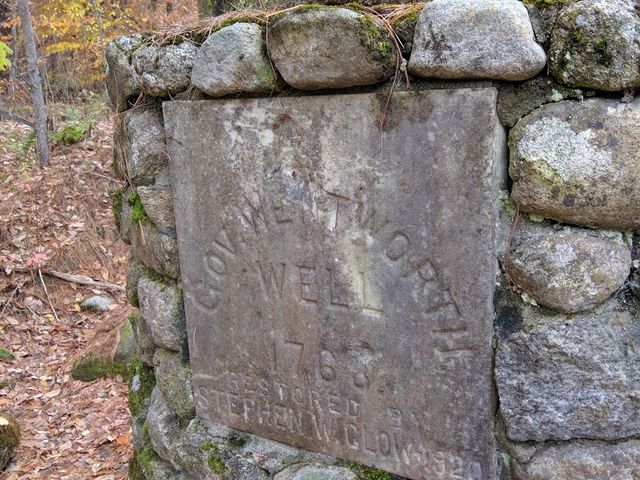 GOV. WENTWORTH
WELL
1768
RESTORED BY
STEPHEN W. CLOW 1920